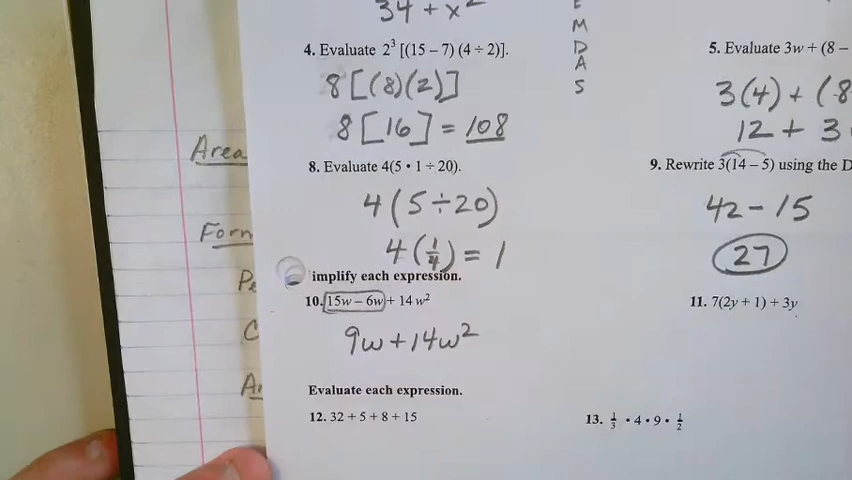 34 + x²
E
M
D
A
S
4. Evaluate 2³ [(15 – 7) (4 ÷ 2)].
8 [(8)(2)]
8 [16] = 108
5. Evaluate 3w + (8 –
3(4) + (8
12 + 3
Area
8. Evaluate 4(5 • 1 ÷ 20).
4 (5 ÷ 20)
4 (1/4) = 1
9. Rewrite 3(14 – 5) using the D
42 – 15
27
Form
Pe
C
Ar
implify each expression.
10. 15w – 6w + 14 w²
9w + 14w²
11. 7(2y + 1) + 3y
Evaluate each expression.
12. 32 + 5 + 8 + 15
13. 1/3 • 4 • 9 • 1/2